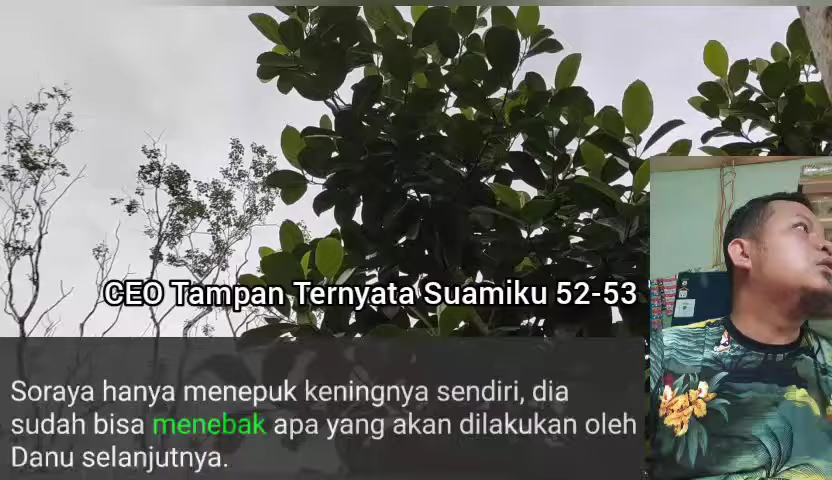 CEO Tampan Ternyata Suamiku 52-53
Soraya hanya menepuk keningnya sendiri, dia
sudah bisa menebak apa yang akan dilakukan oleh
Danu selanjutnya.